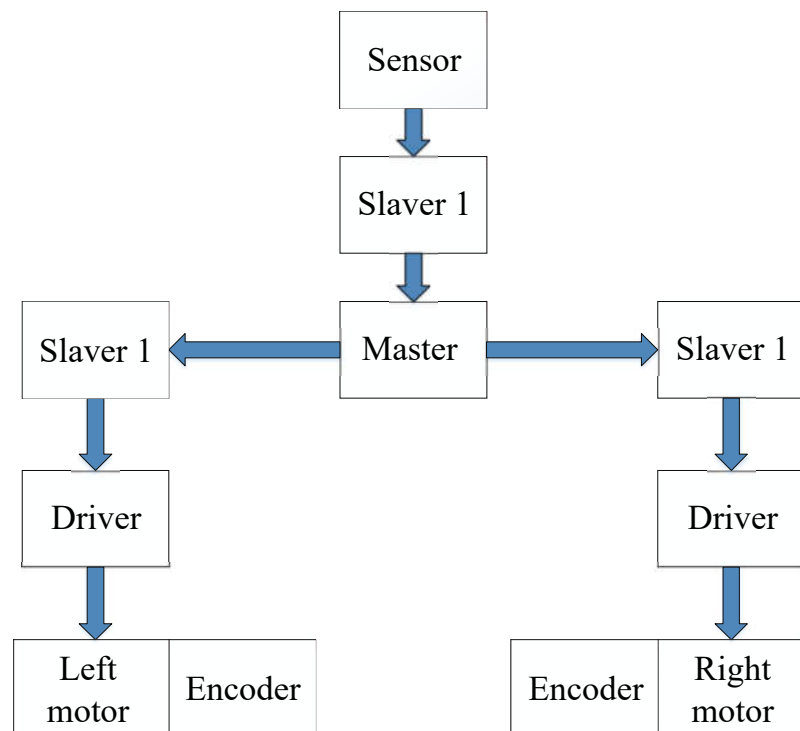 Sensor
Slaver 1
Slaver 1
Master
Slaver 1
Driver
Driver
Left
motor
Encoder
Encoder
Right
motor